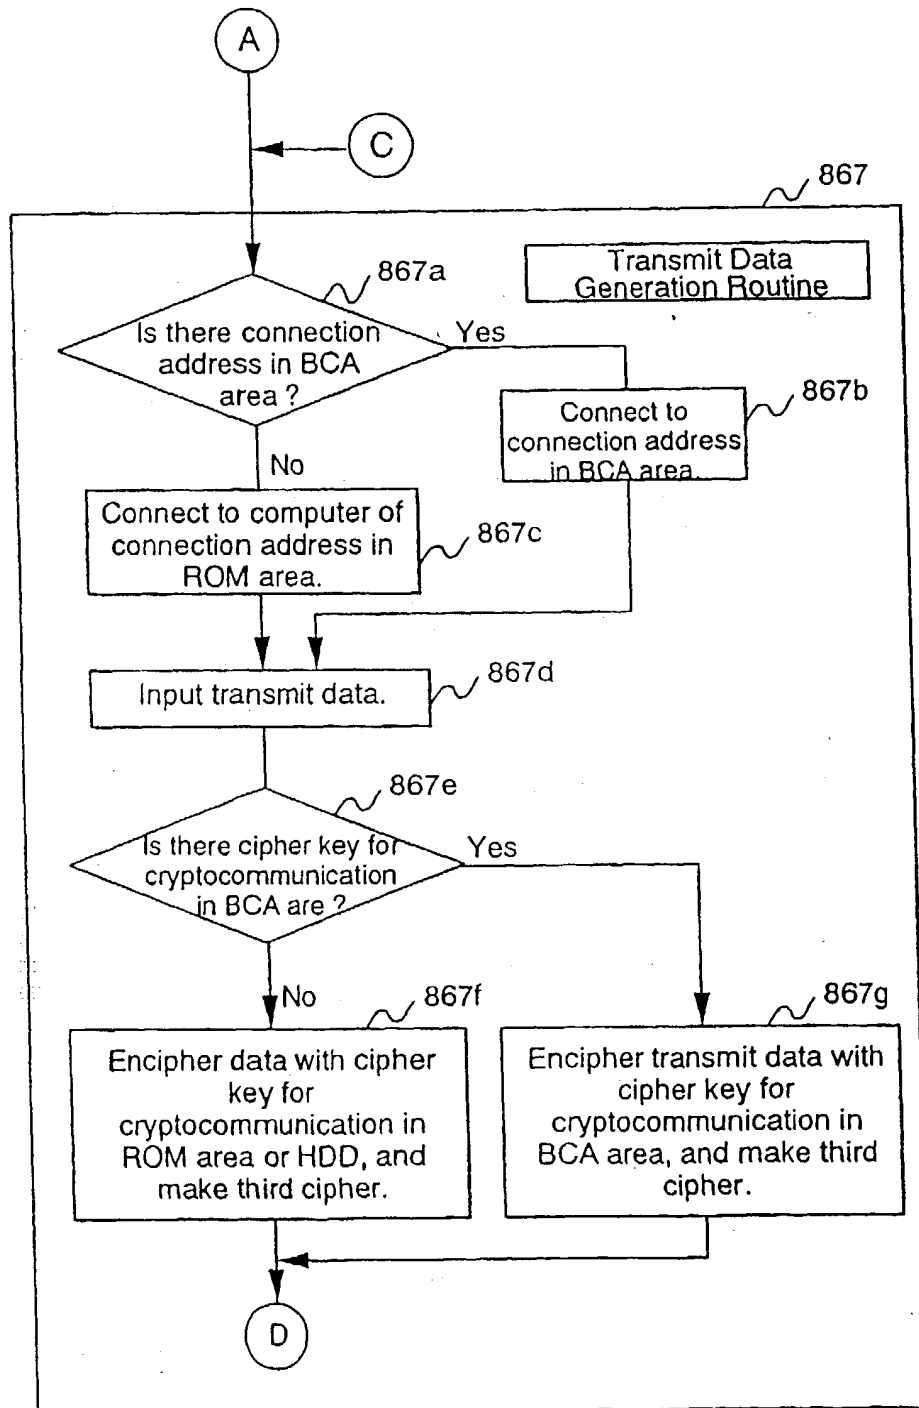 A
C
867
Transmit Data
Generation Routine
867a
Is there connection
address in BCA
area ?
Yes
No
867b
Connect to
connection address
in BCA area.
Connect to computer of
connection address in
ROM area.
867c
Input transmit data.
867d
867e
Is there cipher key for
cryptocommunication
in BCA are ?
Yes
No
867f
Encipher data with cipher
key for
cryptocommunication in
ROM area or HDD, and
make third cipher.
867g
Encipher transmit data with
cipher key for
cryptocommunication in
BCA area, and make third
cipher.
D